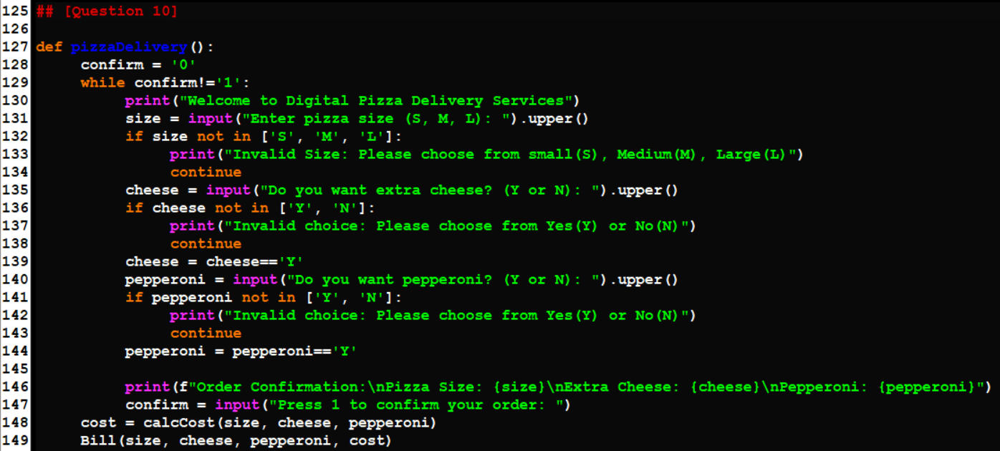 125 ## [Question 10]
126
127 def pizzaDelivery():
128     confirm = '0'
129     while confirm!='1':
130         print("Welcome to Digital Pizza Delivery Services")
131         size = input("Enter pizza size (S, M, L): ").upper()
132         if size not in ['S', 'M', 'L']:
133             print("Invalid Size: Please choose from small(S), Medium(M), Large(L)")
134             continue
135         cheese = input("Do you want extra cheese? (Y or N): ").upper()
136         if cheese not in ['Y', 'N']:
137             print("Invalid choice: Please choose from Yes(Y) or No(N)")
138             continue
139         cheese = cheese=='Y'
140         pepperoni = input("Do you want pepperoni? (Y or N): ").upper()
141         if pepperoni not in ['Y', 'N']:
142             print("Invalid choice: Please choose from Yes(Y) or No(N)")
143             continue
144         pepperoni = pepperoni=='Y'
145
146         print(f"Order Confirmation:\nPizza Size: {size}\nExtra Cheese: {cheese}\nPepperoni: {pepperoni}")
147         confirm = input("Press 1 to confirm your order: ")
148     cost = calcCost(size, cheese, pepperoni)
149     Bill(size, cheese, pepperoni, cost)